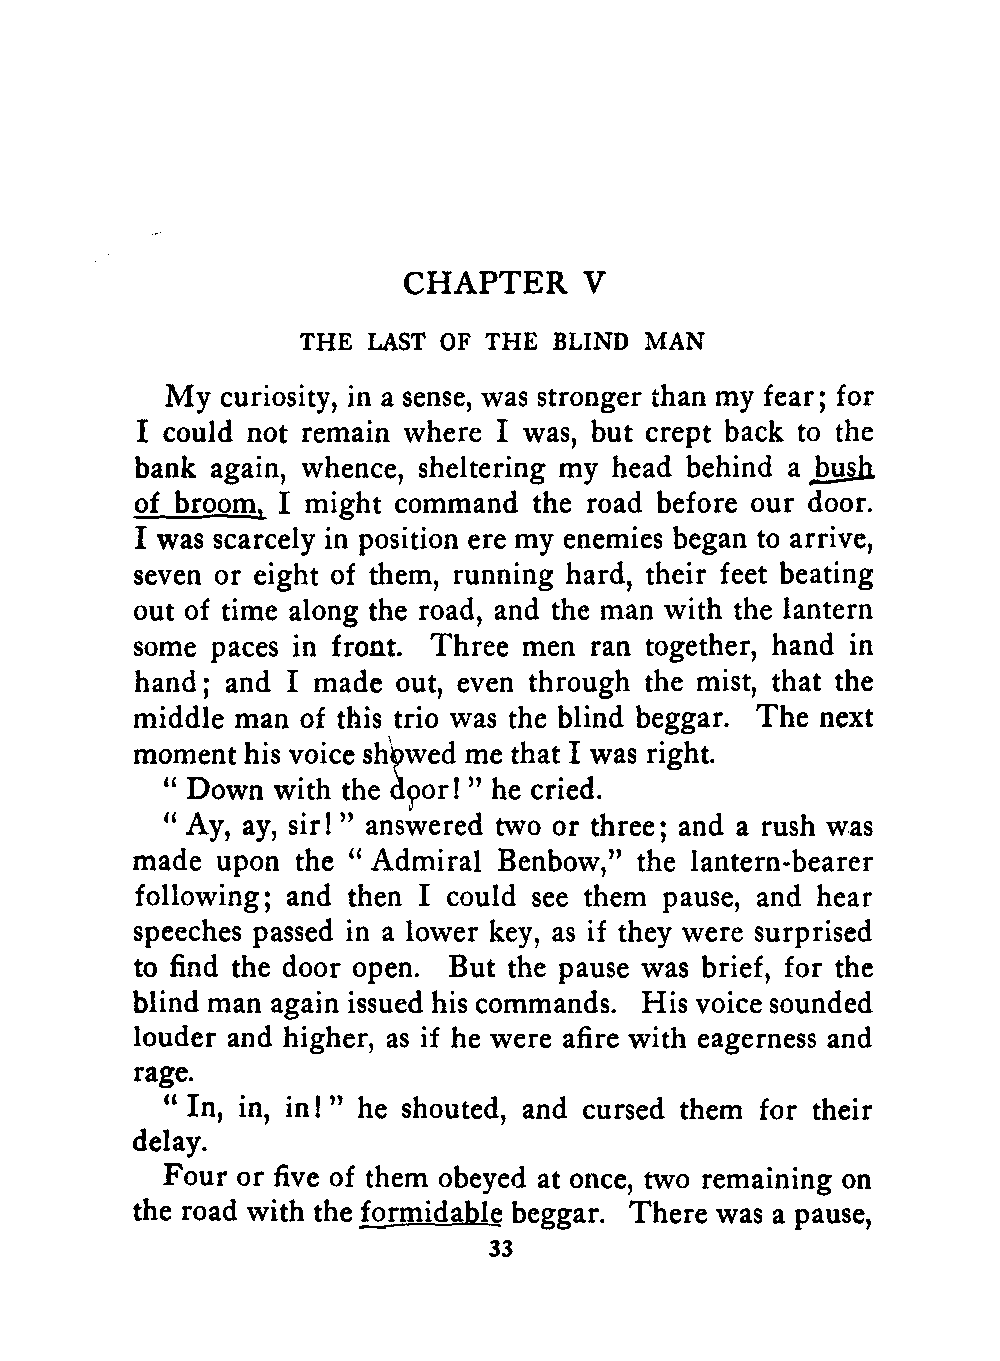 CHAPTER V
THE LAST OF THE BLIND MAN
My curiosity, in a sense, was stronger than my fear; for
I could not remain where I was, but crept back to the
bank again, whence, sheltering my head behind a bush
of broom, I might command the road before our door.
I was scarcely in position ere my enemies began to arrive,
seven or eight of them, running hard, their feet beating
out of time along the road, and the man with the lantern
some paces in front. Three men ran together, hand in
hand; and I made out, even through the mist, that the
middle man of this trio was the blind beggar. The next
moment his voice showed me that I was right.
" Down with the door! " he cried.
" Ay, ay, sir! " answered two or three; and a rush was
made upon the " Admiral Benbow," the lantern-bearer
following; and then I could see them pause, and hear
speeches passed in a lower key, as if they were surprised
to find the door open. But the pause was brief, for the
blind man again issued his commands. His voice sounded
louder and higher, as if he were afire with eagerness and
rage.
" In, in, in! " he shouted, and cursed them for their
delay.
Four or five of them obeyed at once, two remaining on
the road with the formidable beggar. There was a pause,
33